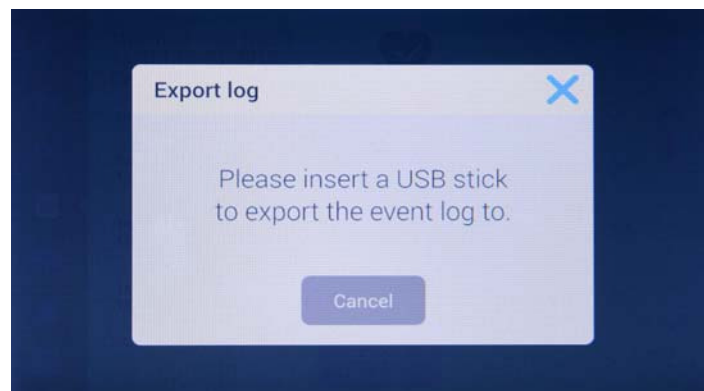 Export log
Please insert a USB stick
to export the event log to.
Cancel